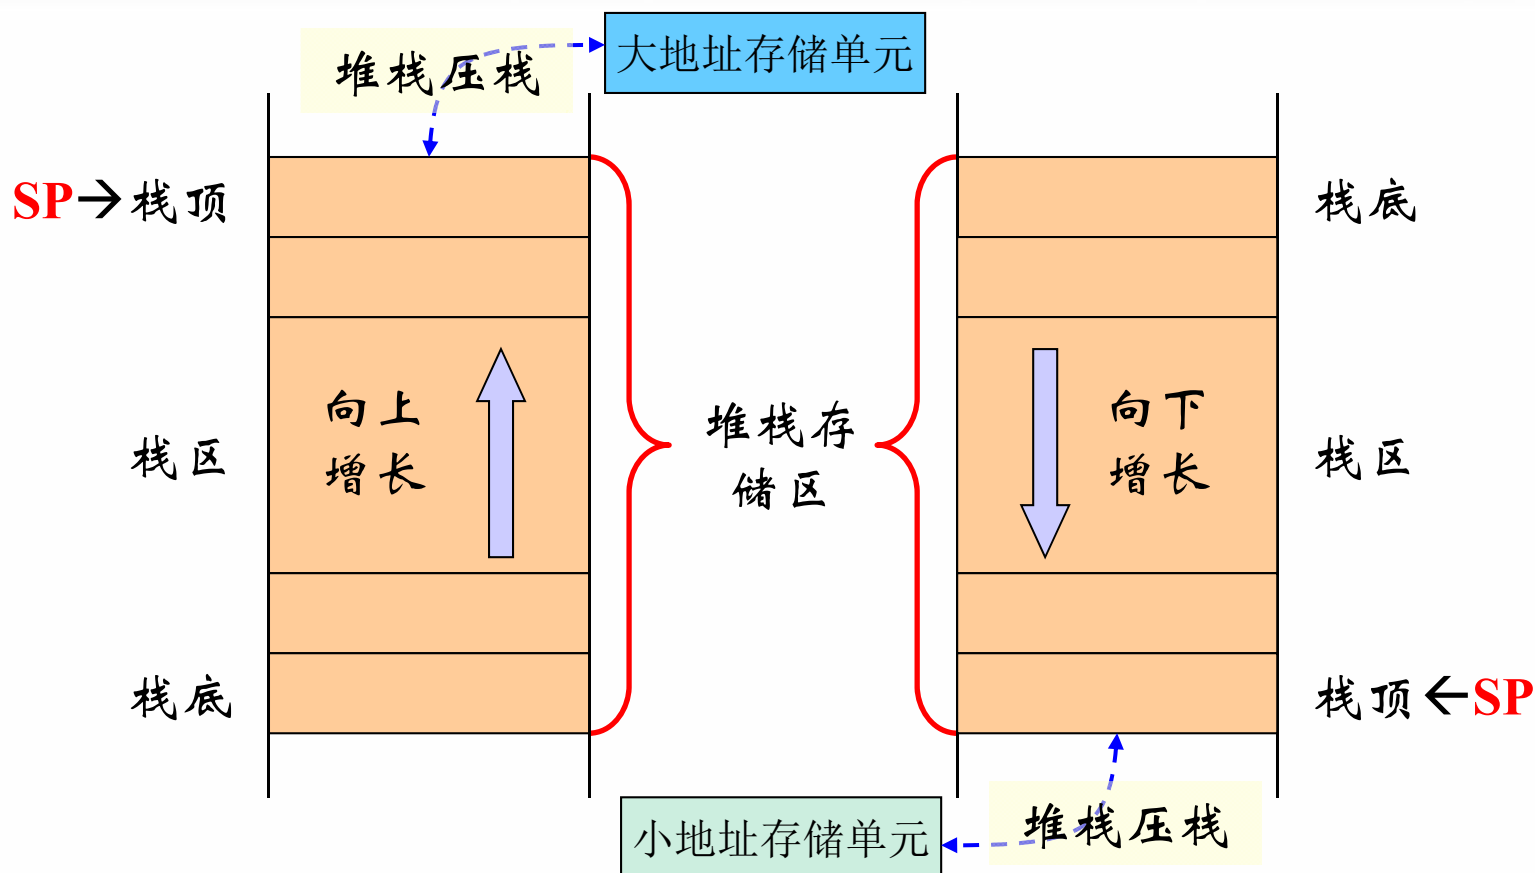 堆栈压栈
大地址存储单元
SP→栈顶
栈底
向上
增长
栈区
堆栈存
储区
向下
增长
栈区
栈底
栈顶←SP
小地址存储单元
堆栈压栈